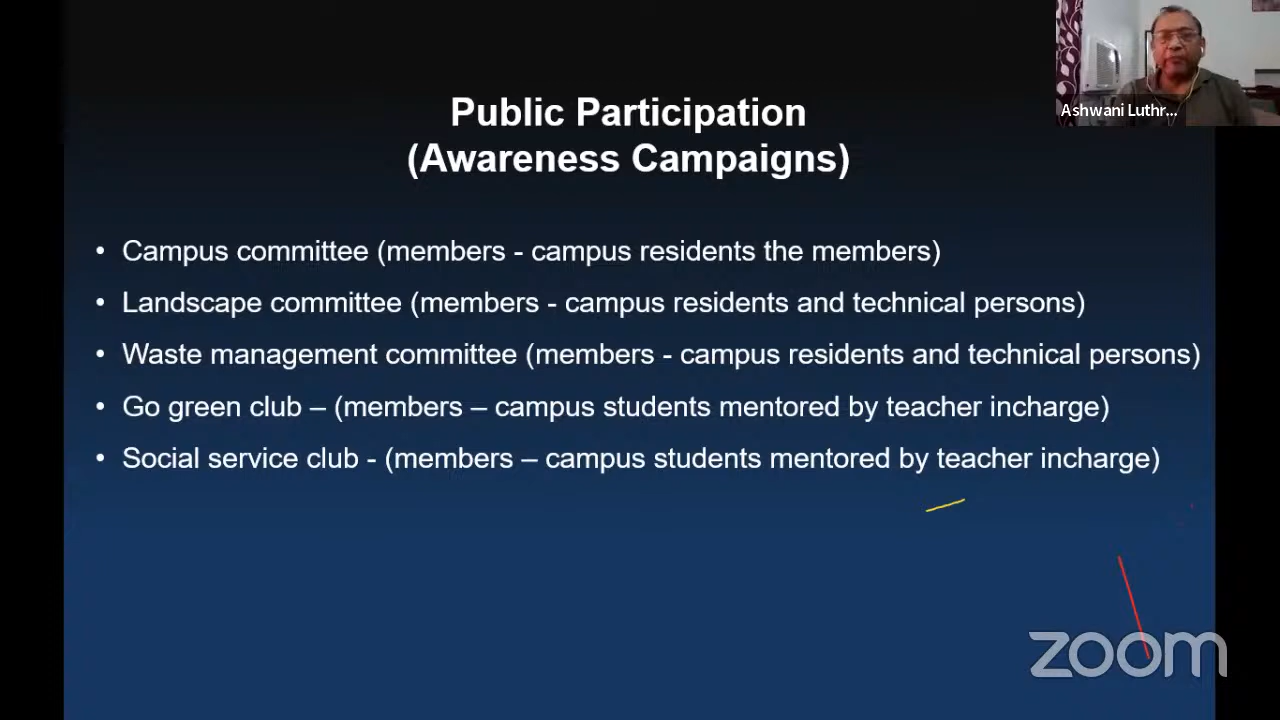 Ashwani Luthr...
Public Participation
(Awareness Campaigns)
• Campus committee (members - campus residents the members)
• Landscape committee (members - campus residents and technical persons)
• Waste management committee (members - campus residents and technical persons)
• Go green club – (members – campus students mentored by teacher incharge)
• Social service club - (members – campus students mentored by teacher incharge)
zoom